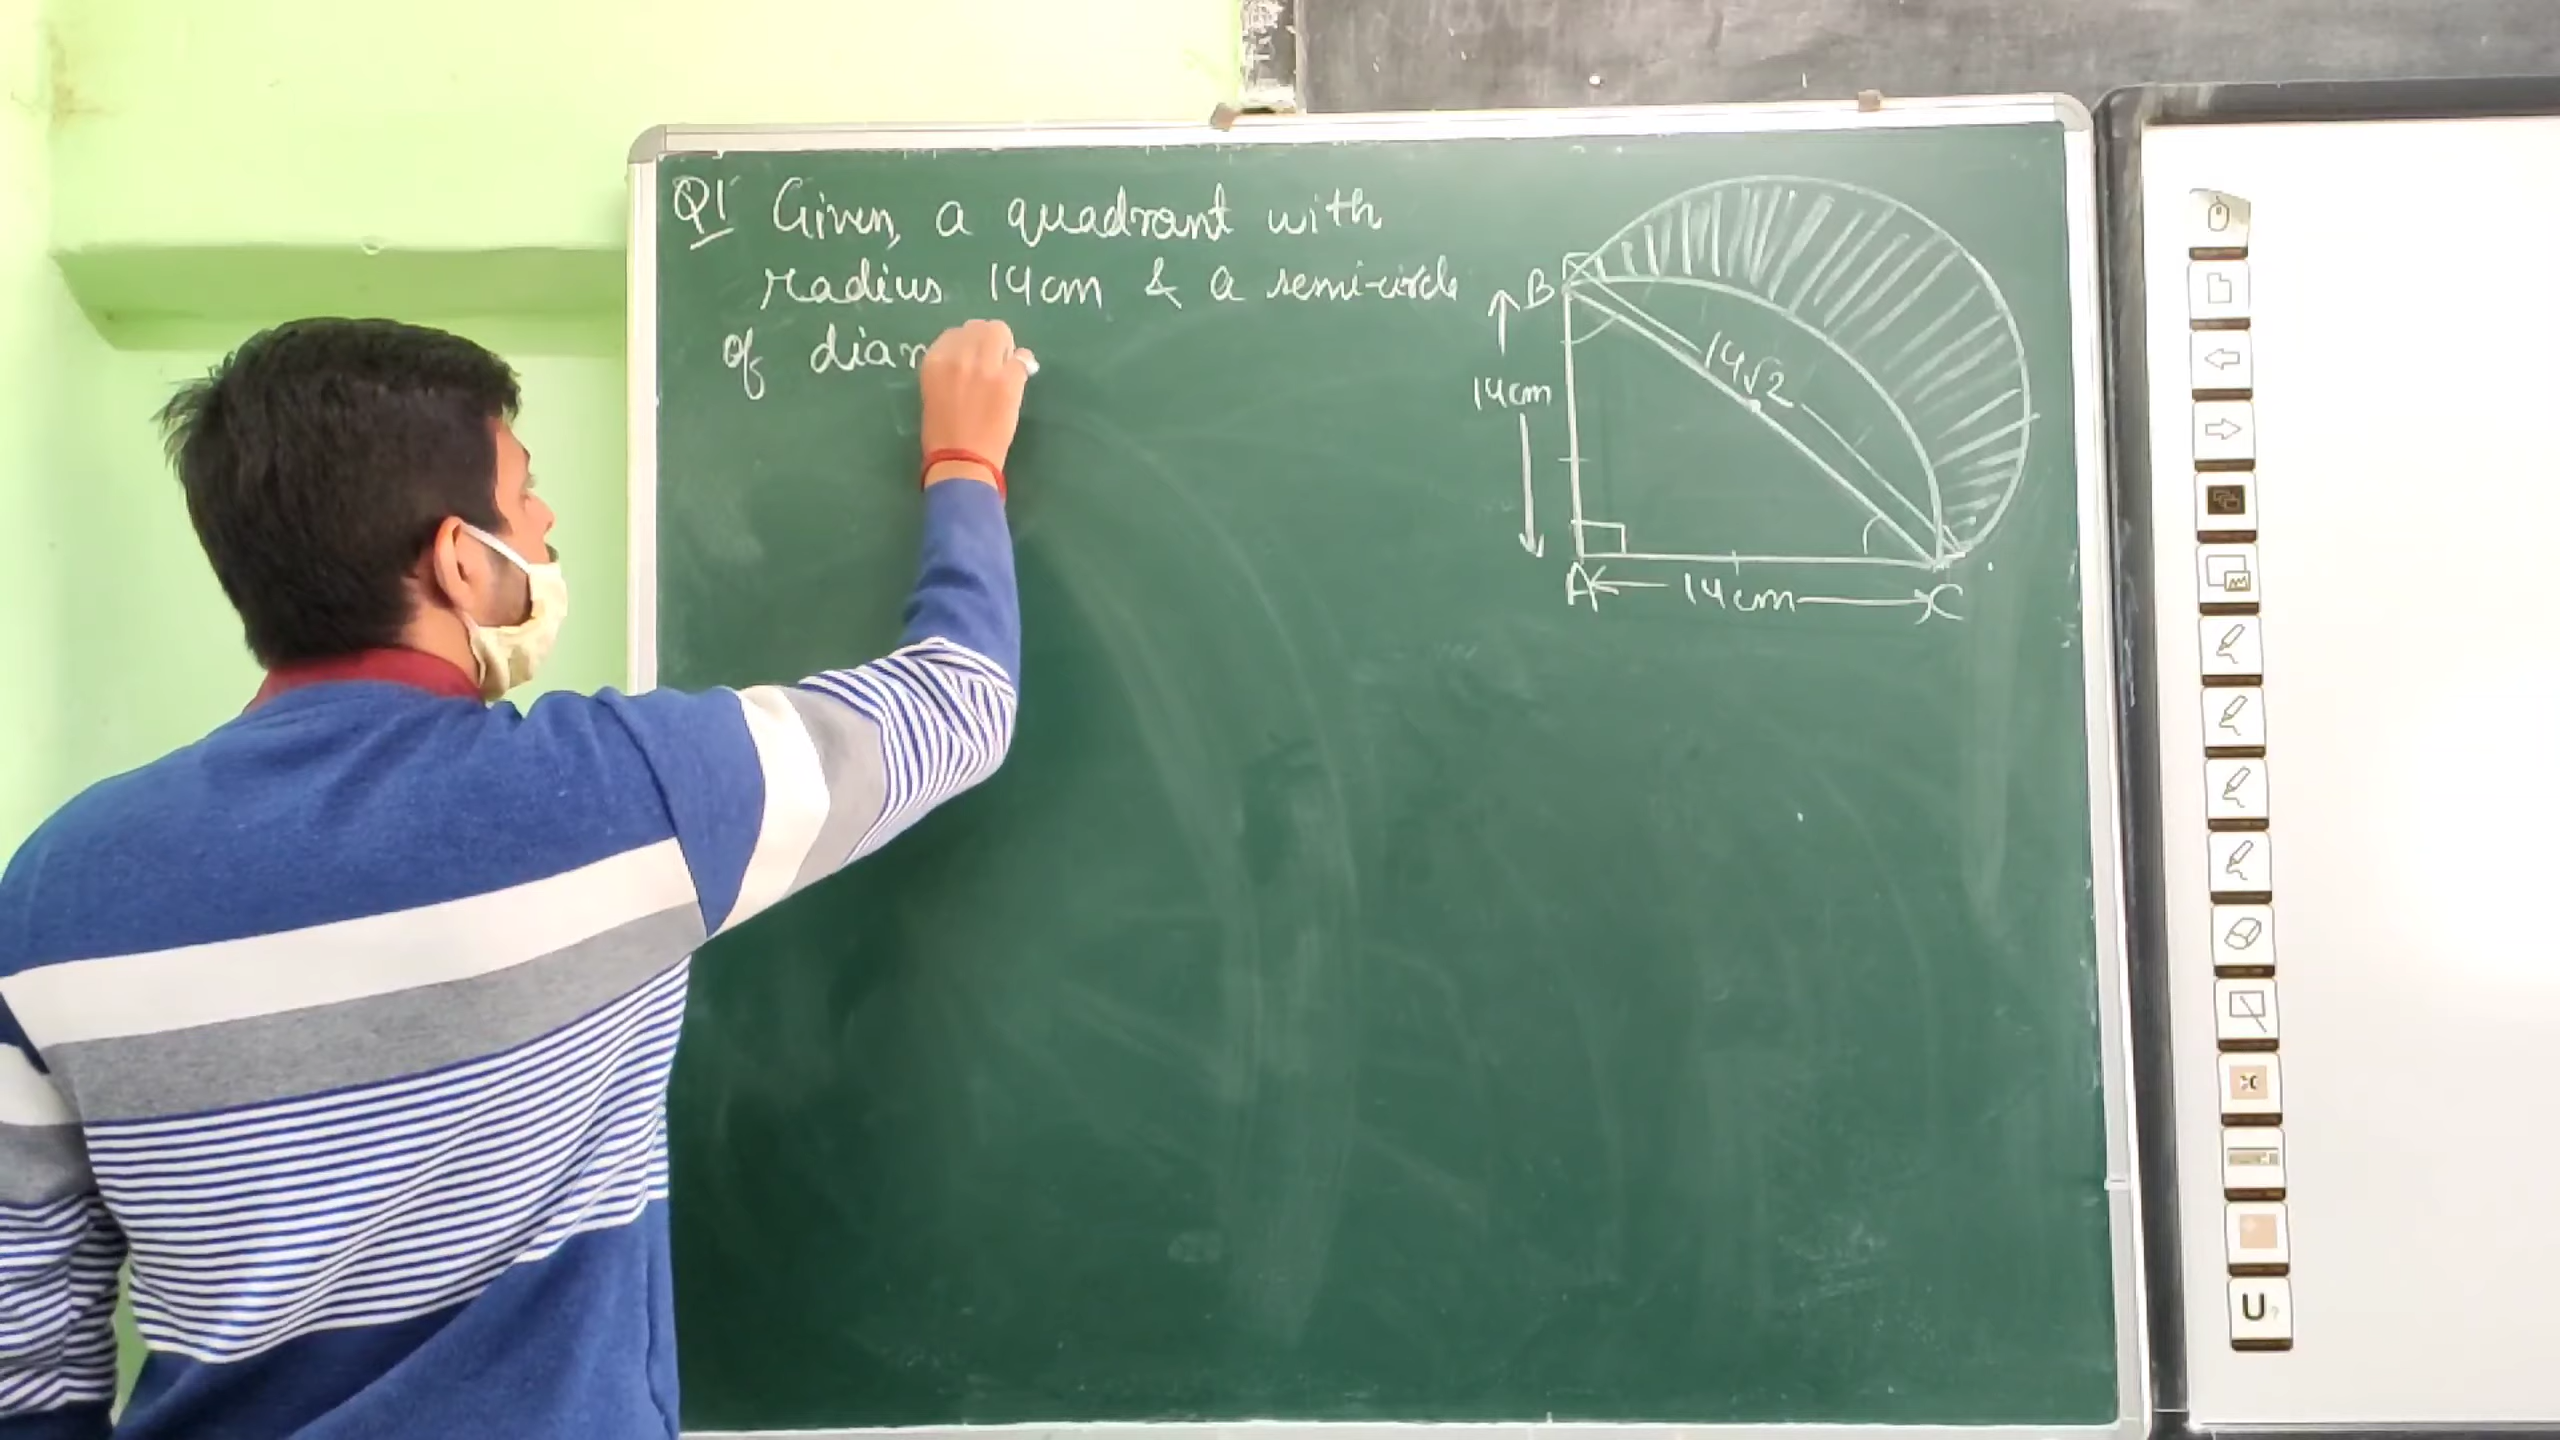 Q1 Given, a quadrant with
radius 14cm & a semi-circle
of diam
B
14cm
14√2
A
14cm
C
U